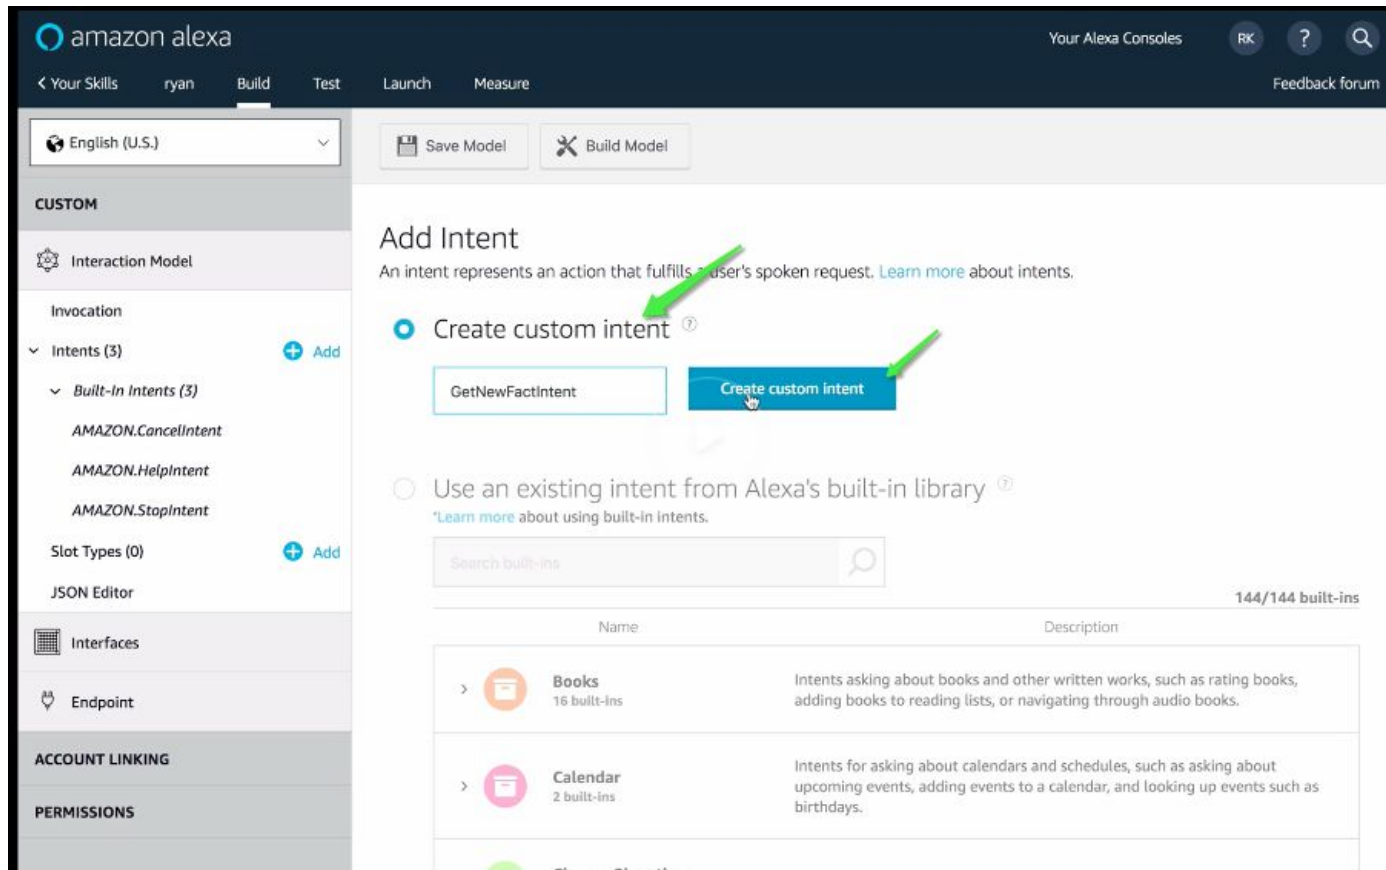 amazon alexa
Your Alexa Consoles
RK
?
Your Skills
ryan
Build
Test
Launch
Measure
Feedback forum
English (U.S.)
Save Model
Build Model
CUSTOM
Interaction Model
Invocation
Intents (3)
Add
Built-In Intents (3)
AMAZON.CancelIntent
AMAZON.HelpIntent
AMAZON.StopIntent
Slot Types (0)
Add
JSON Editor
Interfaces
Endpoint
ACCOUNT LINKING
PERMISSIONS
Add Intent
An intent represents an action that fulfills user's spoken request. Learn more about intents.
Create custom intent ?
GetNewFactIntent
Create custom intent
Use an existing intent from Alexa's built-in library ?
*Learn more about using built-in intents.
Search built-ins
144/144 built-ins
Name
Description
Books
16 built-ins
Intents asking about books and other written works, such as rating books,
adding books to reading lists, or navigating through audio books.
Calendar
2 built-ins
Intents for asking about calendars and schedules, such as asking about
upcoming events, adding events to a calendar, and looking up events such as
birthdays.